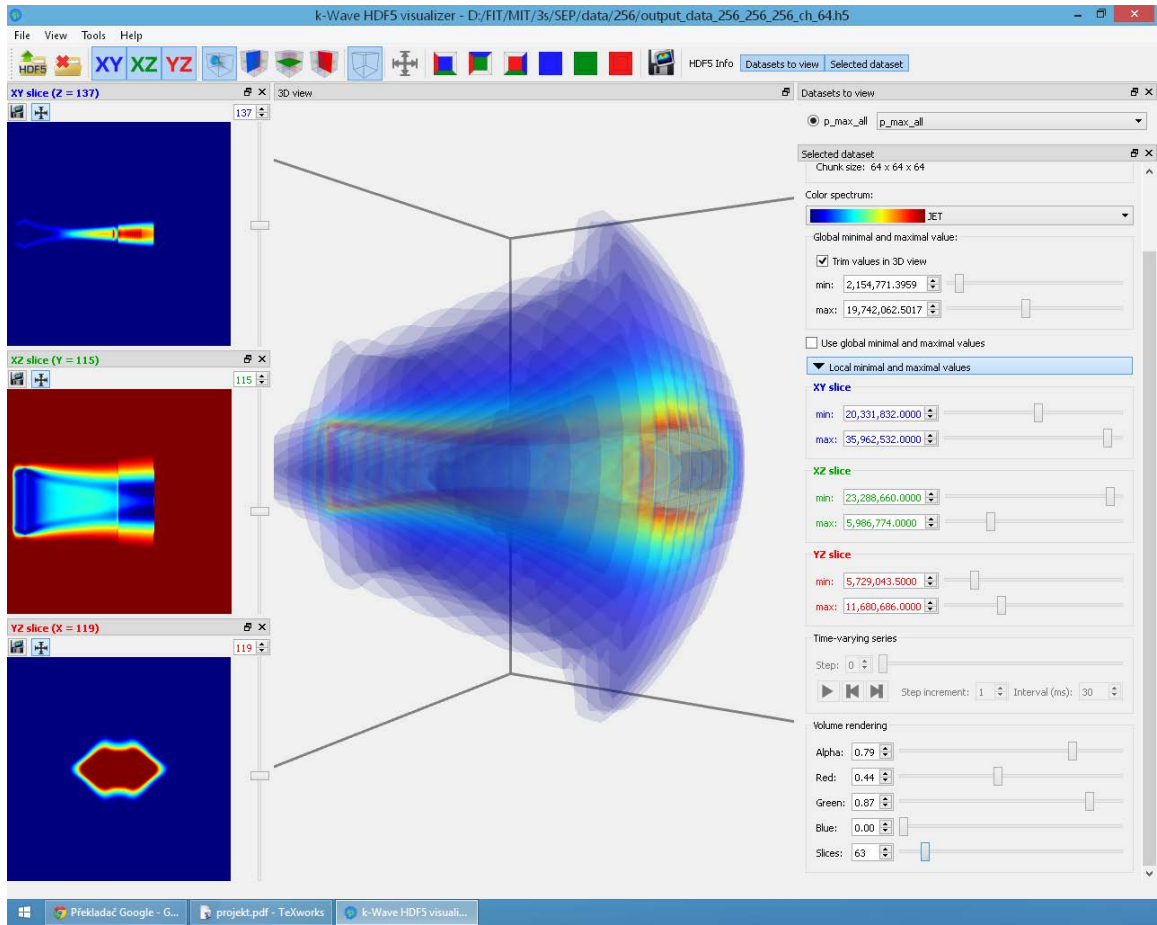 k-Wave HDF5 visualizer - D:/FIT/MIT/3s/SEP/data/256/output_data_256_256_256_ch_64.h5
File View Tools Help
HDF5 XY XZ YZ HDF5 Info Datasets to view Selected dataset
XY slice (Z = 137)
137
XZ slice (Y = 115)
115
YZ slice (X = 119)
119
3D view
Datasets to view
p_max_all p_max_all
Selected dataset
Chunk size: 64 x 64 x 64
Color spectrum:
JET
Global minimal and maximal value:
Trim values in 3D view
min: 2,154,771.3959
max: 19,742,062.5017
Use global minimal and maximal values
Local minimal and maximal values
XY slice
min: 20,331,832.0000
max: 35,962,532.0000
XZ slice
min: 23,288,660.0000
max: 5,986,774.0000
YZ slice
min: 5,729,043.5000
max: 11,680,686.0000
Time-varying series
Step: 0
Step increment: 1 Interval (ms): 30
Volume rendering
Alpha: 0.79
Red: 0.44
Green: 0.87
Blue: 0.00
Slices: 63
Překladač Google - G... projekt.pdf - TeXworks k-Wave HDF5 visuali...